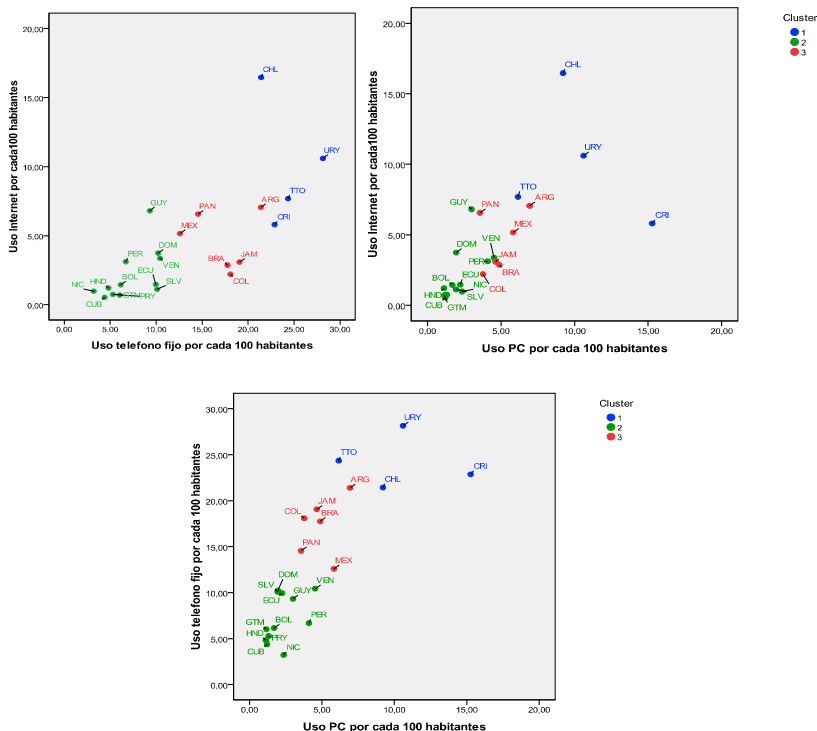 Uso Internet por cada100 habitantes
20,00
15,00
10,00
5,00
0,00
CHL
URY
TTO
CRI
ARG
PAN
GUY
MEX
DOM
PER
VEN
BRA
JAM
COL
ECU
SLV
BOL
HND
NIC
GTM
PRY
CUB
0,00 5,00 10,00 15,00 20,00 25,00 30,00
Uso telefono fijo por cada 100 habitantes
Uso Internet por cada100 habitantes
20,00
15,00
10,00
5,00
0,00
CHL
URY
TTO
ARG
CRI
GUY
PAN
MEX
DOM
VEN
PER
JAM
BRA
COL
BOL
ECU
NIC
HND
SLV
CUB
GTM
0,00 5,00 10,00 15,00 20,00
Uso PC por cada 100 habitantes
Cluster
1
2
3
Uso telefono fijo por cada 100 habitantes
30,00
25,00
20,00
15,00
10,00
5,00
0,00
URY
TTO
CRI
ARG
CHL
JAM
COL
BRA
PAN
MEX
DOM
SLV
VEN
ECU
GUY
PER
GTM
BOL
HND
PRY
CUB
NIC
0,00 5,00 10,00 15,00 20,00
Uso PC por cada 100 habitantes
Cluster
1
2
3